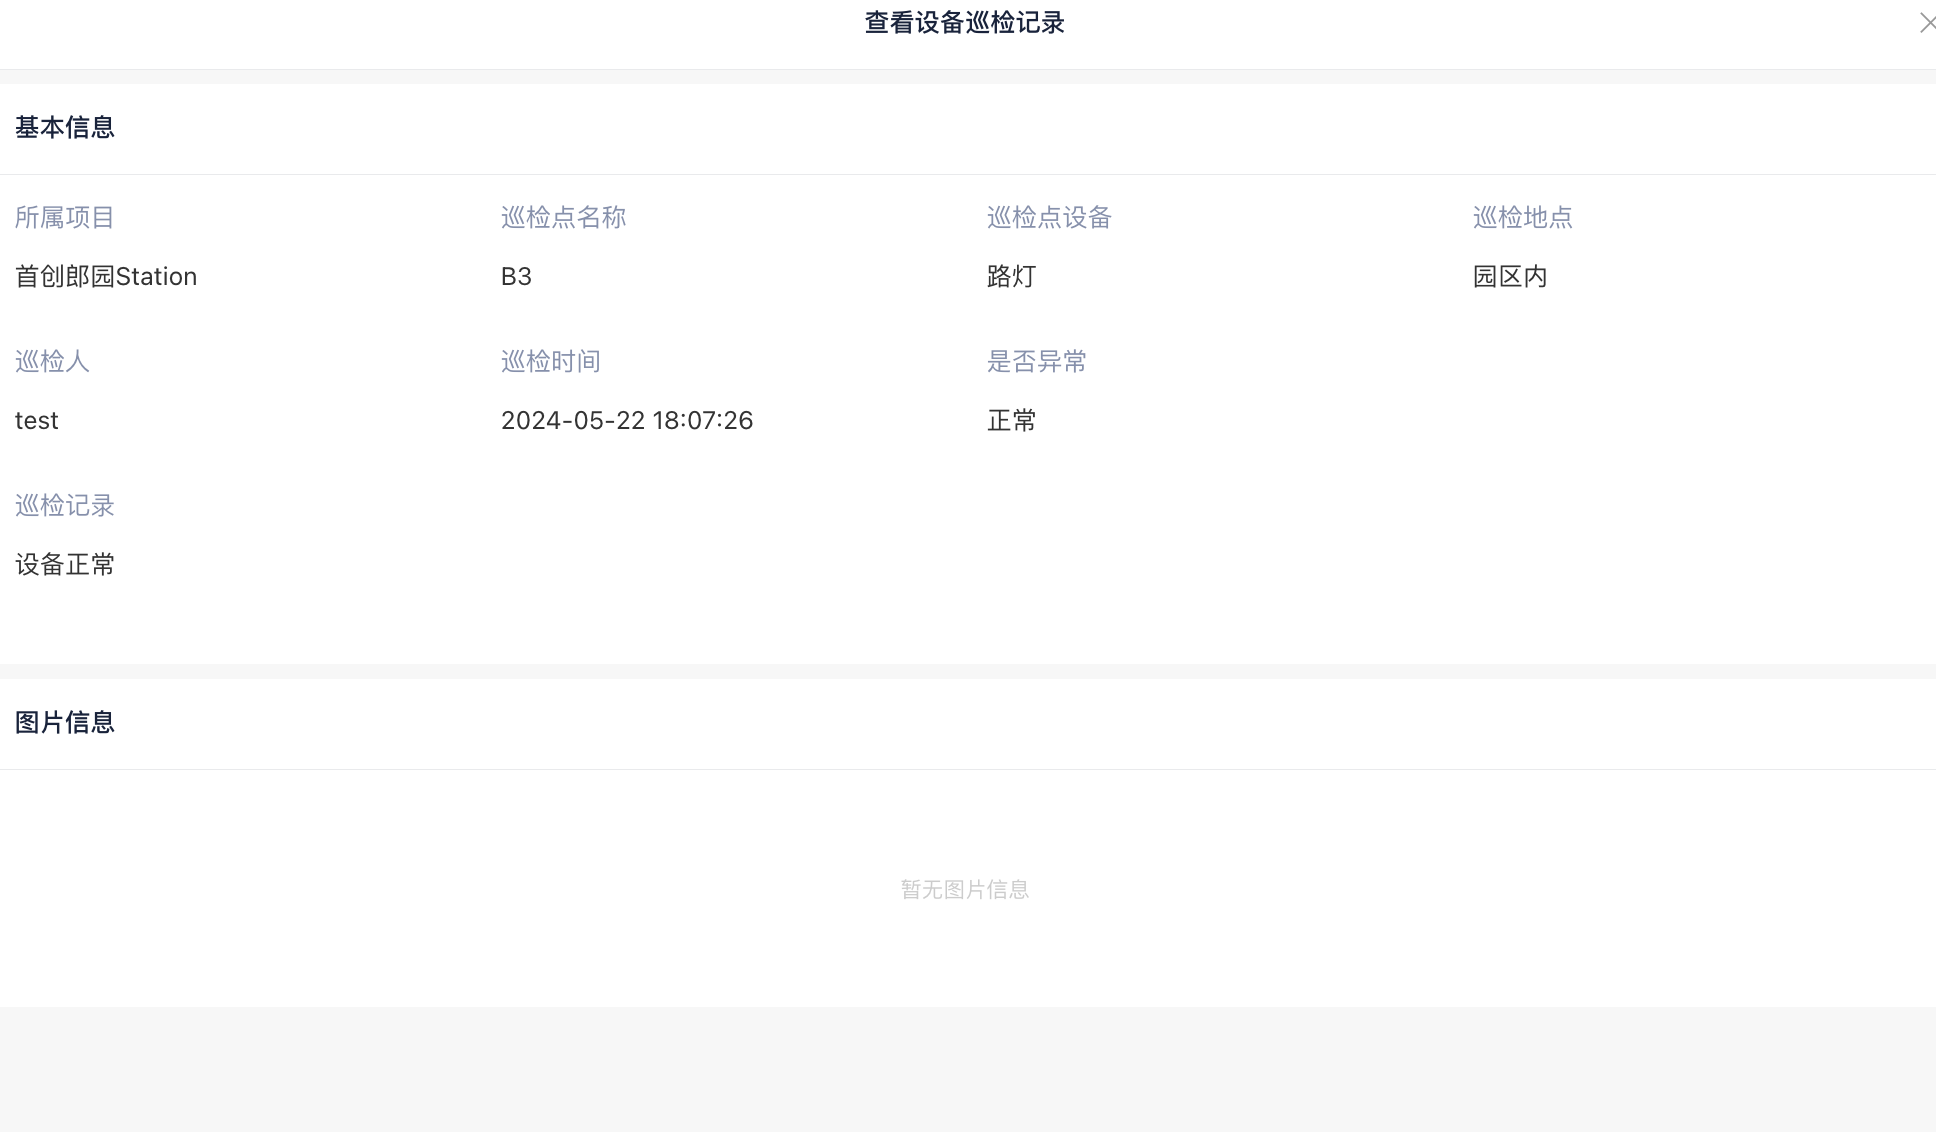 查看设备巡检记录
基本信息
所属项目 巡检点名称 巡检点设备 巡检地点
首创郎园Station B3 路灯 园区内
巡检人 巡检时间 是否异常
test 2024-05-22 18:07:26 正常
巡检记录
设备正常
图片信息
暂无图片信息